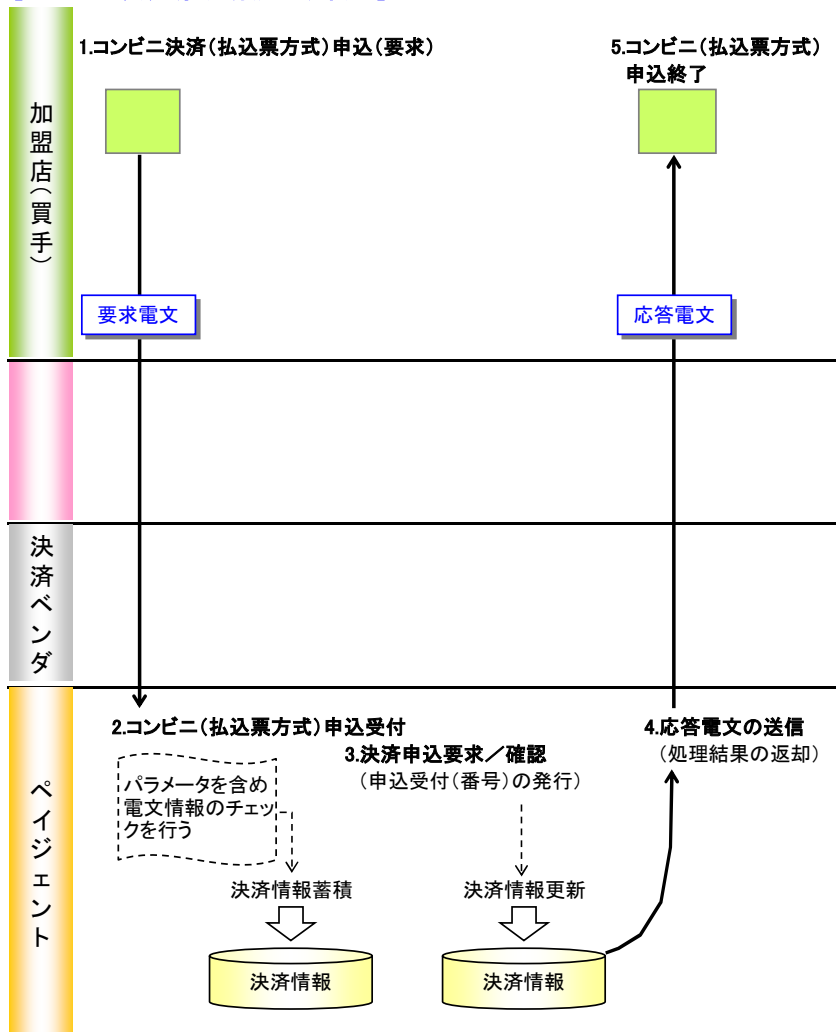 1.コンビニ決済(払込票方式)申込(要求)
5.コンビニ(払込票方式)
申込終了
加盟店(買手)
要求電文
応答電文
決済ベンダ
ペイジェント
2.コンビニ(払込票方式)申込受付
3.決済申込要求/確認
(申込受付(番号)の発行)
4.応答電文の送信
(処理結果の返却)
パラメータを含め
電文情報のチェッ
クを行う
決済情報蓄積
決済情報更新
決済情報
決済情報